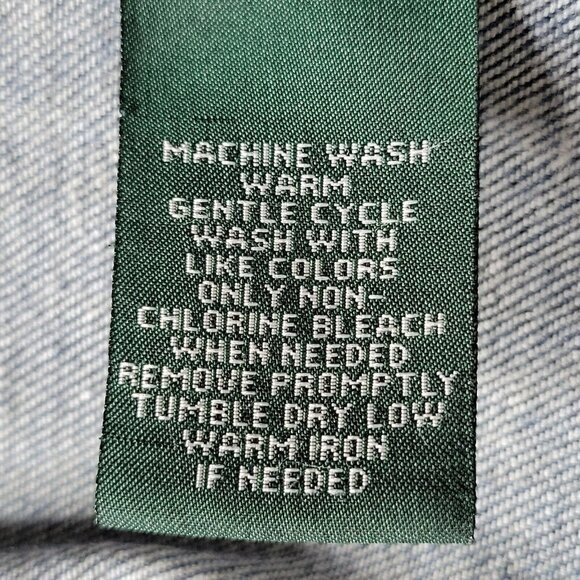 MACHINE WASH
WARM
GENTLE CYCLE
WASH WITH
LIKE COLORS
ONLY NON-
CHLORINE BLEACH
WHEN NEEDED
REMOVE PROMPTLY
TUMBLE DRY LOW
WARM IRON
IF NEEDED